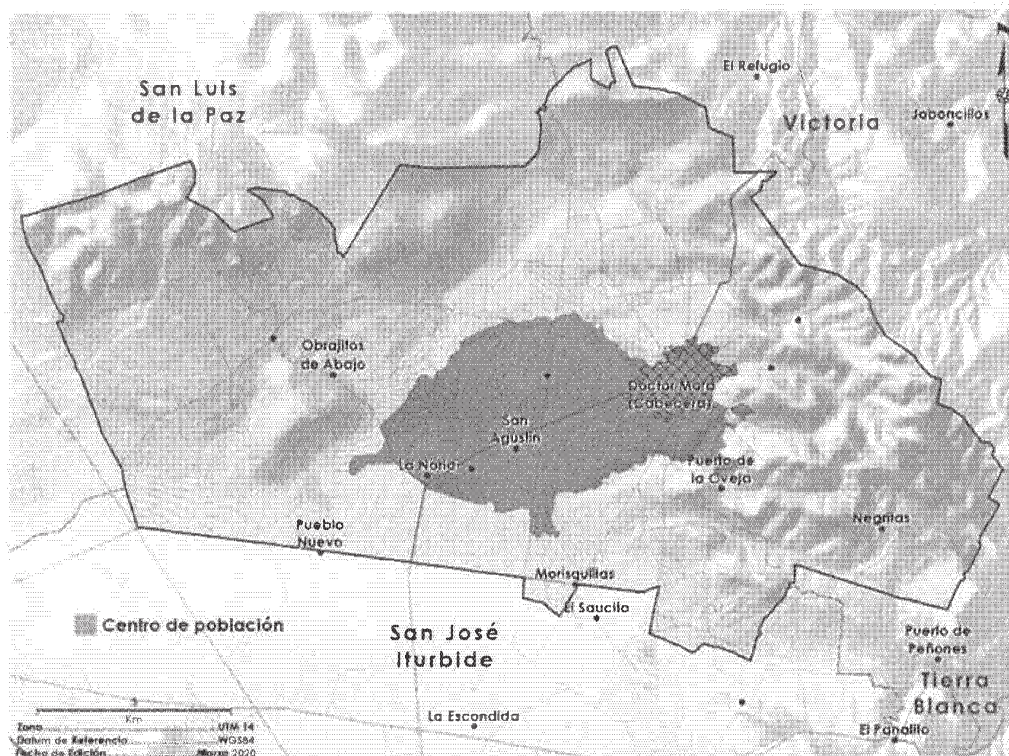 El Refugio
San Luis
de la Paz
Victoria
Joboncillos
Obrajitos
de Abajo
Doctor Mora
(Cabecera)
San
Agustín
La Noria
Puerto de
la Oveja
Pueblo
Nuevo
Negritas
Morisquillas
El Saucito
Centro de población
San José
Iturbide
Puerto de
Peñones
Tierra
Blanca
La Escondida
El Panalito
Km
Zona UTM 14
Datum de Referencia WGS84
Fecha de Edición Marzo 2020